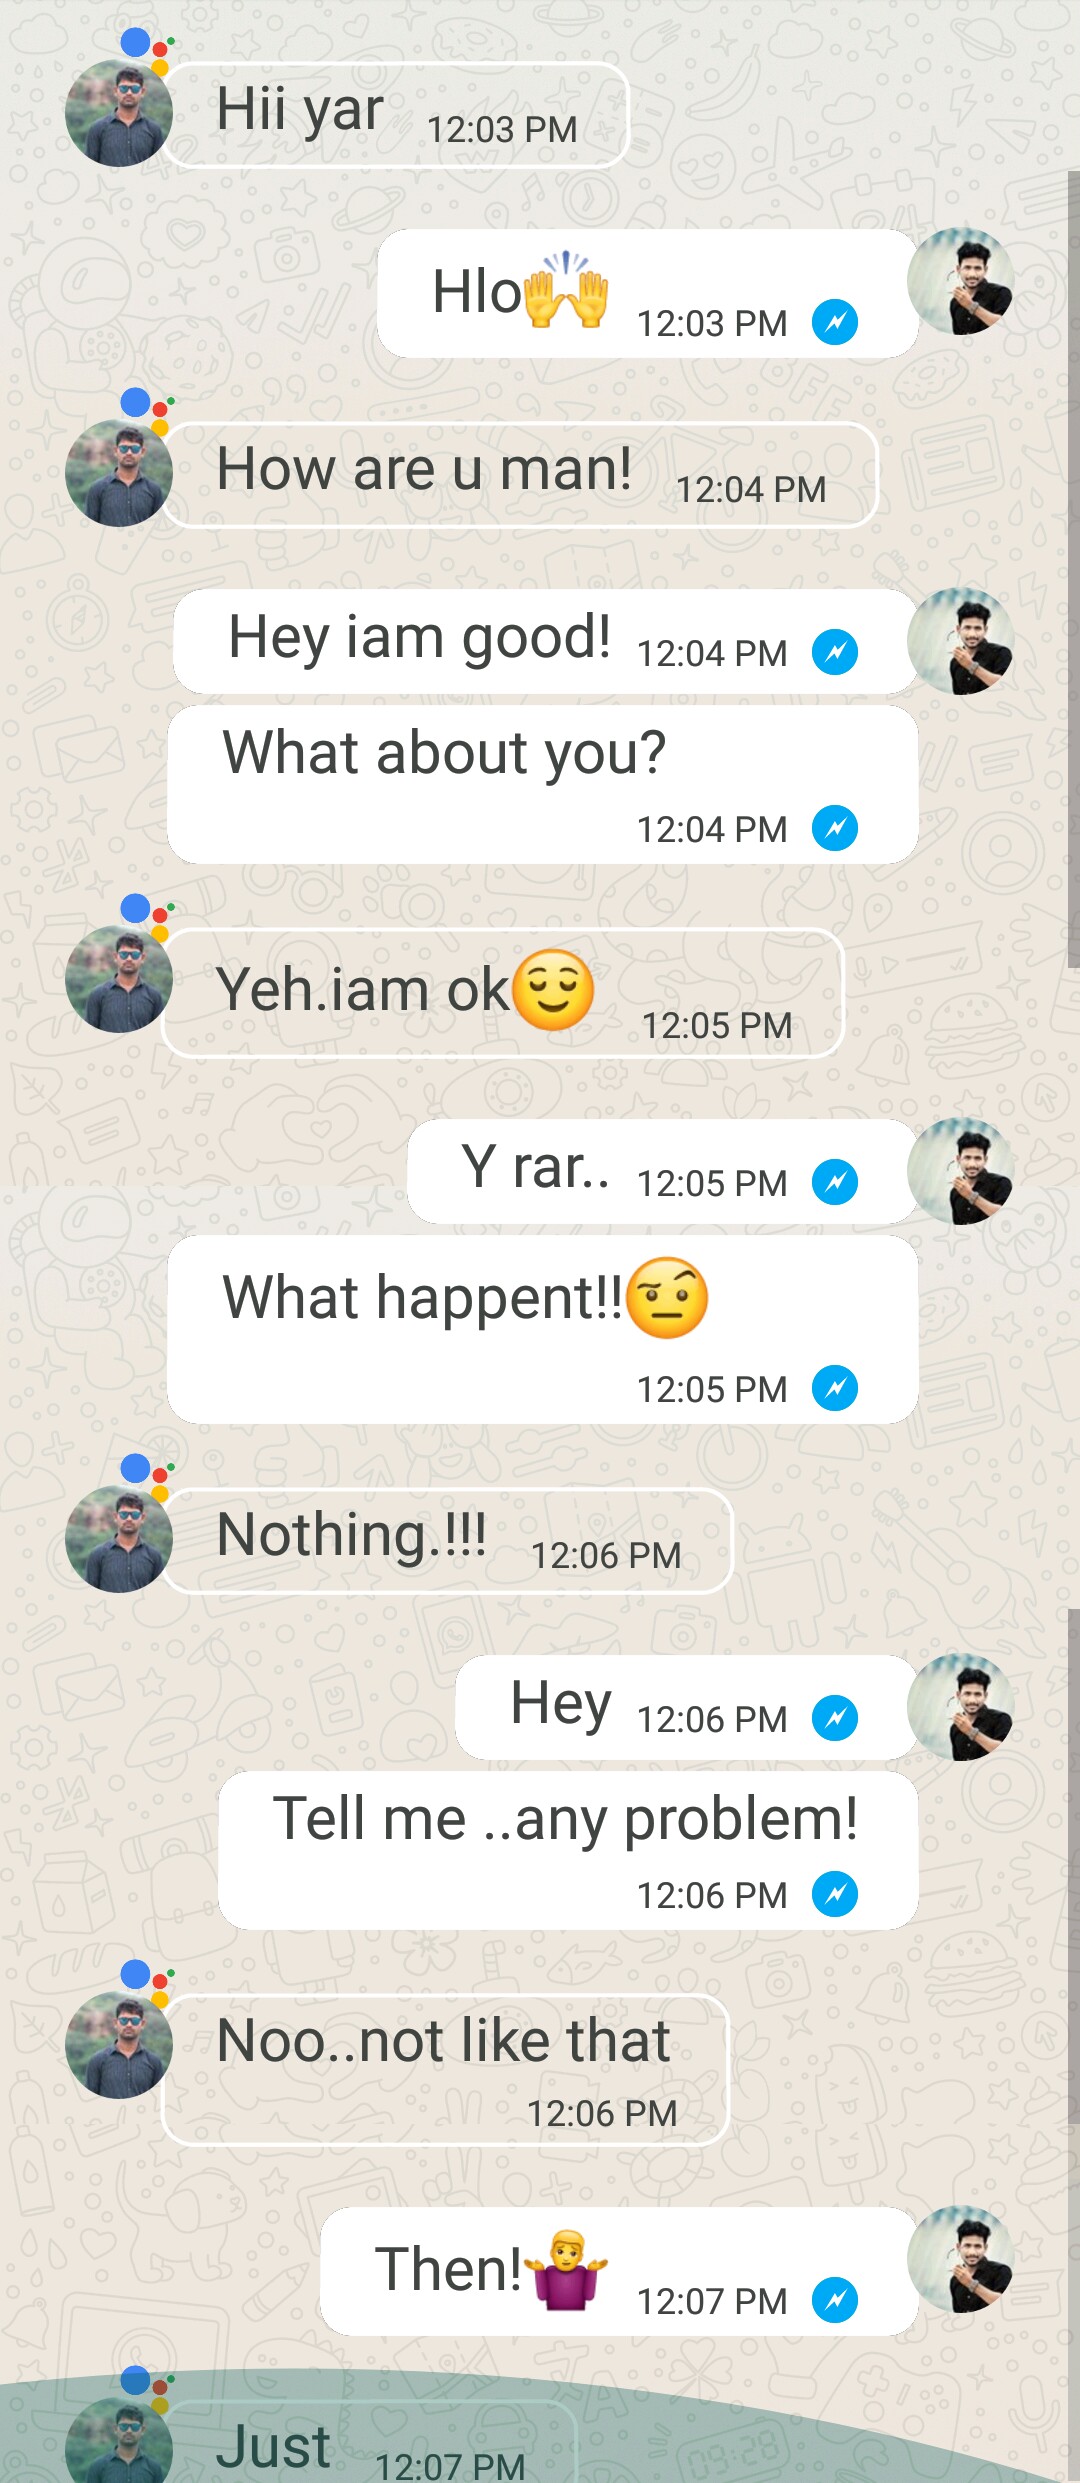 Hii yar 12:03 PM
Hlo🙌 12:03 PM
How are u man! 12:04 PM
Hey iam good! 12:04 PM
What about you?
12:04 PM
Yeh.iam ok😌 12:05 PM
Y rar.. 12:05 PM
What happent!!🤨
12:05 PM
Nothing.!!! 12:06 PM
Hey 12:06 PM
Tell me ..any problem!
12:06 PM
Noo..not like that
12:06 PM
Then!🤷‍♂️ 12:07 PM
Just 12:07 PM
09:28